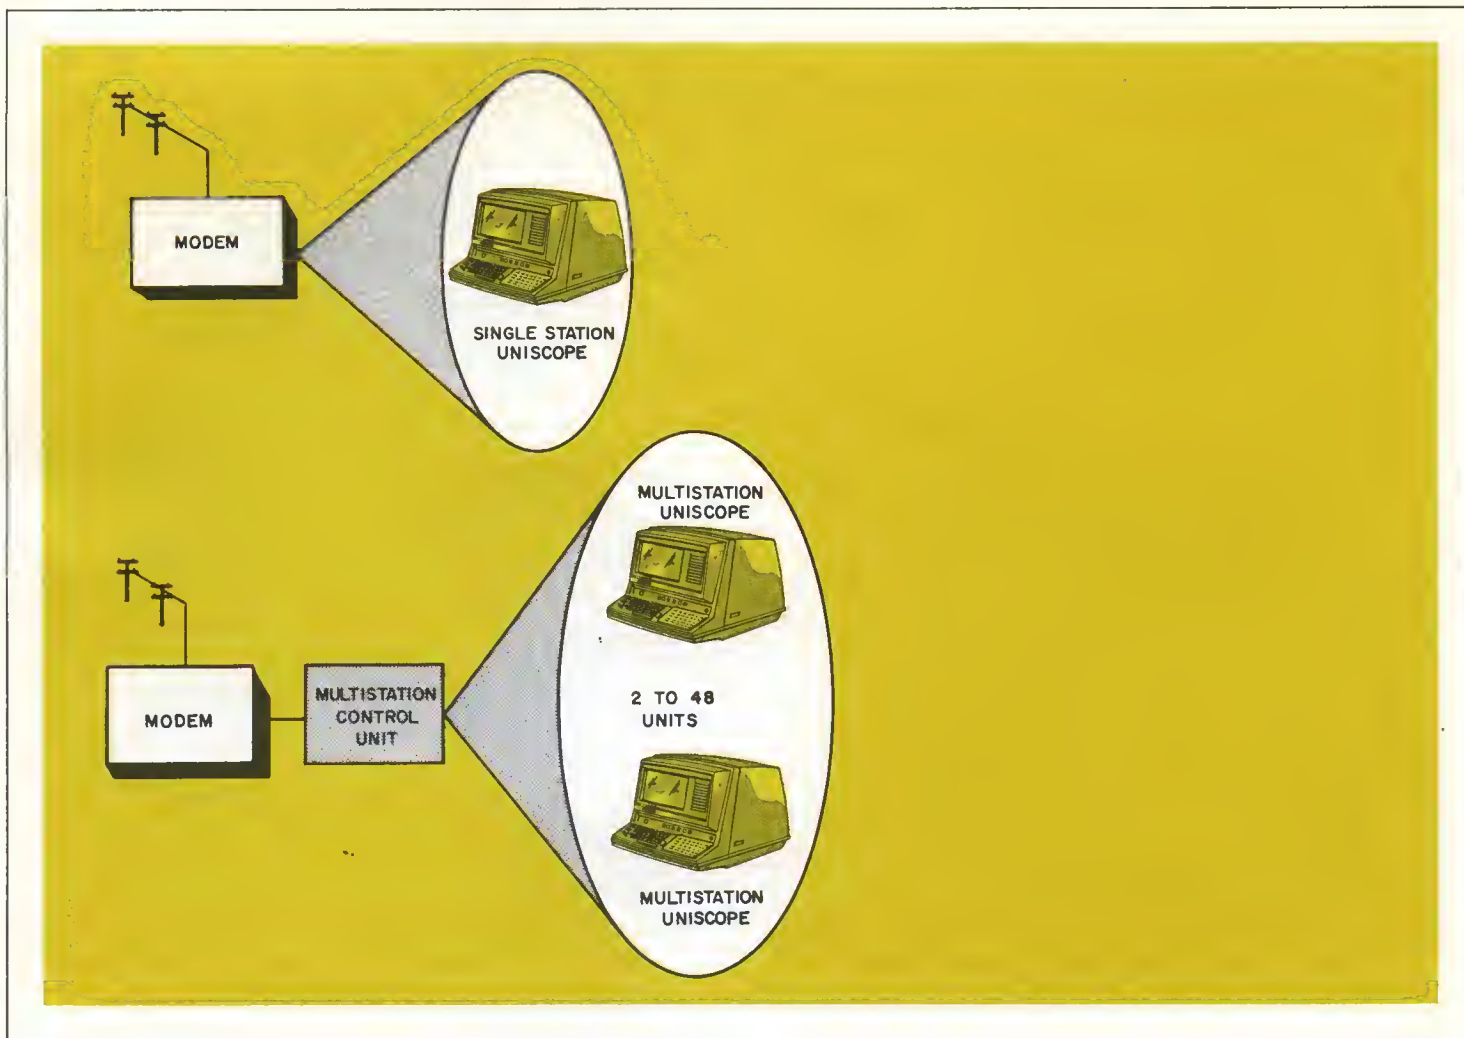 MODEM
SINGLE STATION
UNISCOPE
MULTISTATION
UNISCOPE
MODEM
MULTISTATION
CONTROL
UNIT
2 TO 48
UNITS
MULTISTATION
UNISCOPE